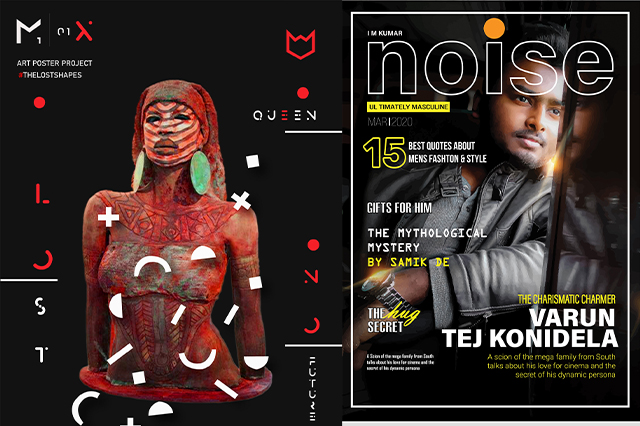 M1
01
X
ART POSTER PROJECT
#THELOSTSHAPES
QUEEN
LOST
I M KUMAR
noise
ULTIMATELY MASCULINE
MAR|2020
15 BEST QUOTES ABOUT
MENS FASHTON & STYLE
GIFTS FOR HIM
THE MYTHOLOGICAL
MYSTERY
BY SAMIK DE
THE hug
SECRET
A Scion of the mega family from South
talks about his love for cinema and the
secret of his dynamic persona
THE CHARISMATIC CHARMER
VARUN
TEJ KONIDELA
A scion of the mega family from South
talks about his love for cinema and the
secret of his dynamic persona